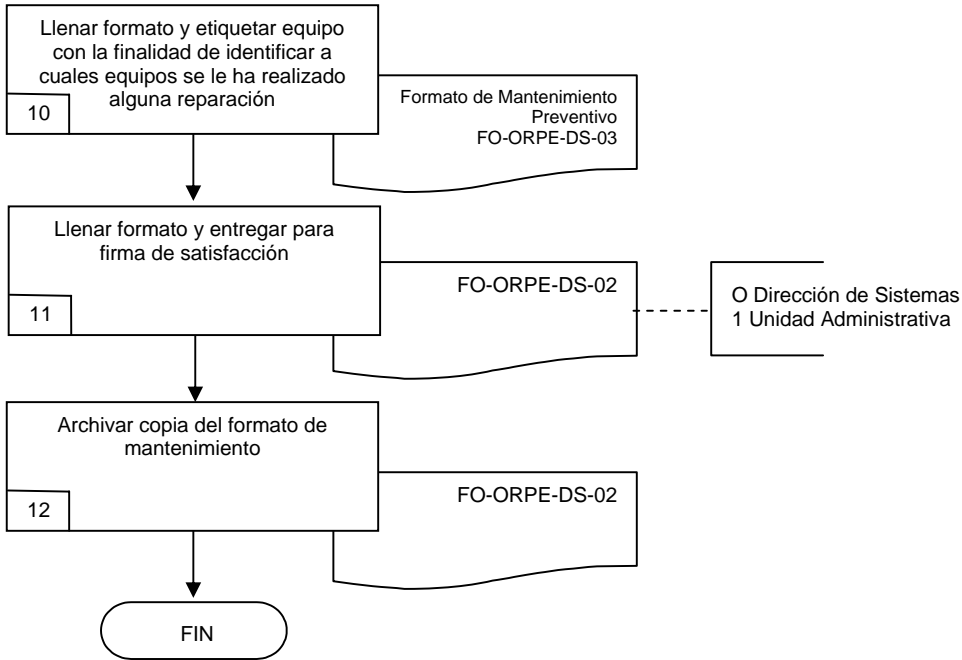 Llenar formato y etiquetar equipo
con la finalidad de identificar a
cuales equipos se le ha realizado
alguna reparación
10
Formato de Mantenimiento
Preventivo
FO-ORPE-DS-03
Llenar formato y entregar para
firma de satisfacción
11
FO-ORPE-DS-02
O Dirección de Sistemas
1 Unidad Administrativa
Archivar copia del formato de
mantenimiento
12
FO-ORPE-DS-02
FIN